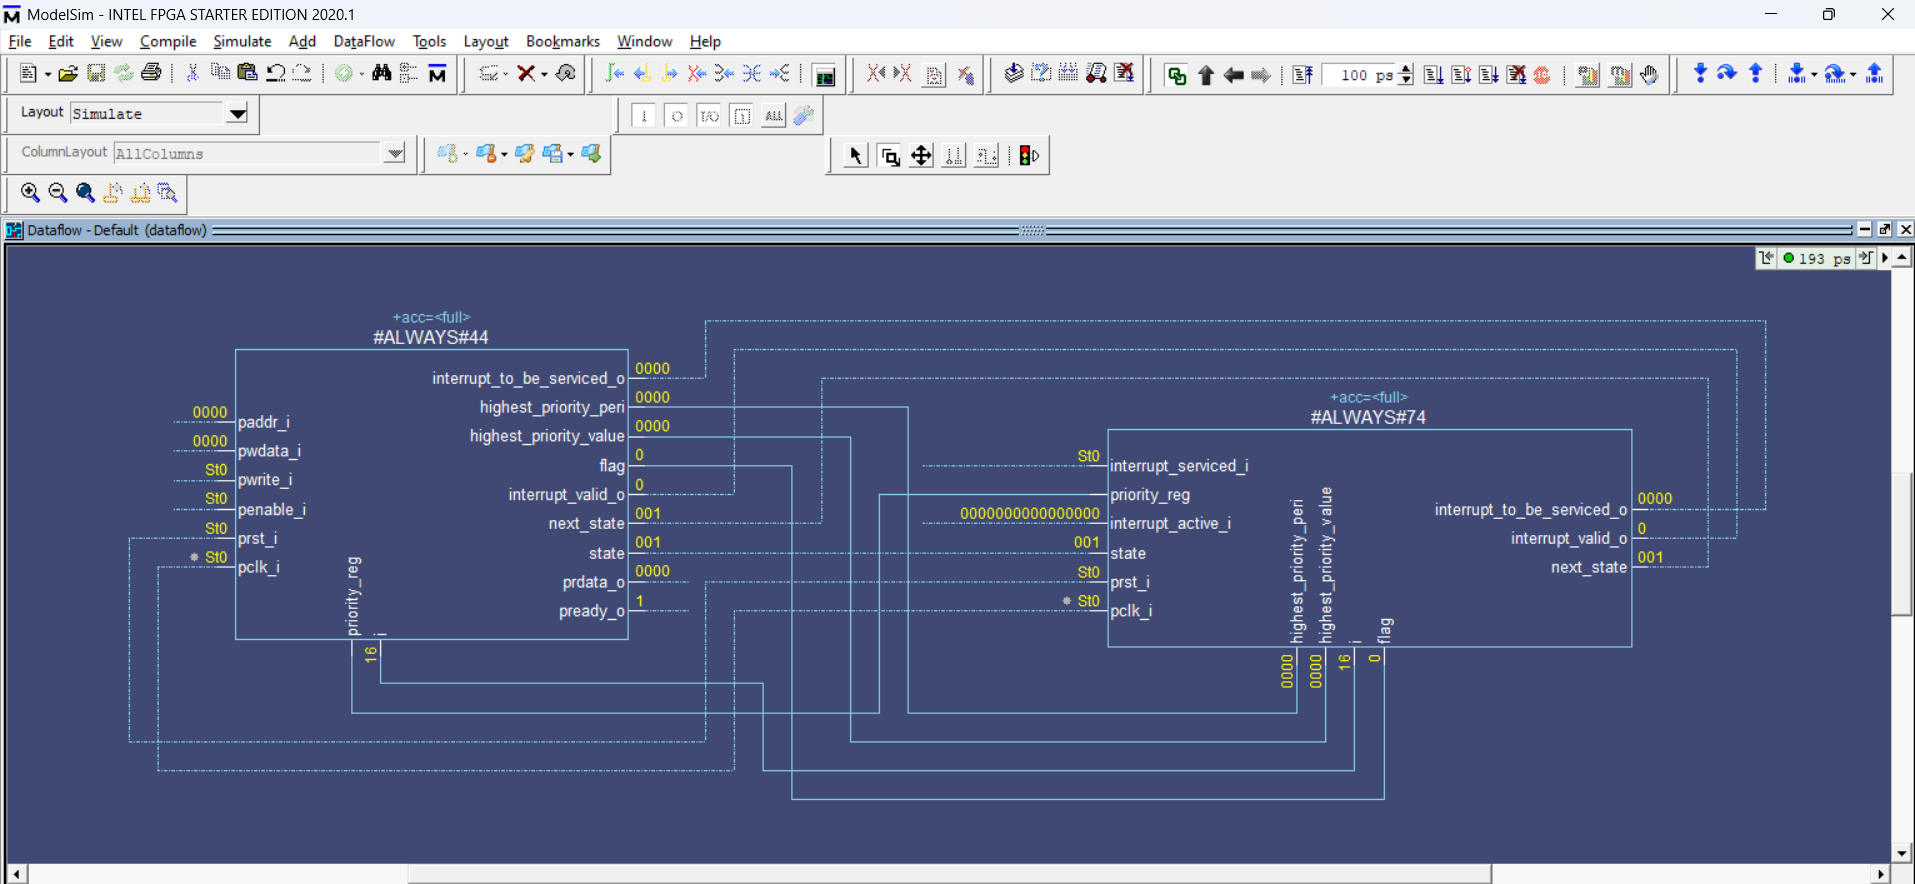 ModelSim - INTEL FPGA STARTER EDITION 2020.1
File Edit View Compile Simulate Add DataFlow Tools Layout Bookmarks Window Help
100 ps
Layout Simulate
ColumnLayout AllColumns
Dataflow - Default (dataflow)
193 ps
+acc=<full>
#ALWAYS#44
0000 paddr_i
0000 pwdata_i
St0 pwrite_i
St0 penable_i
St0 prst_i
St0 pclk_i
interrupt_to_be_serviced_o 0000
highest_priority_peri 0000
highest_priority_value 0000
flag 0
interrupt_valid_o 0
next_state 001
state 001
prdata_o 0000
pready_o 1
priority_reg
i 16
+acc=<full>
#ALWAYS#74
St0 interrupt_serviced_i
priority_reg
0000000000000000 interrupt_active_i
001 state
St0 prst_i
St0 pclk_i
highest_priority_peri 0000
highest_priority_value 0000
i 16
flag 0
interrupt_to_be_serviced_o 0000
interrupt_valid_o 0
next_state 001